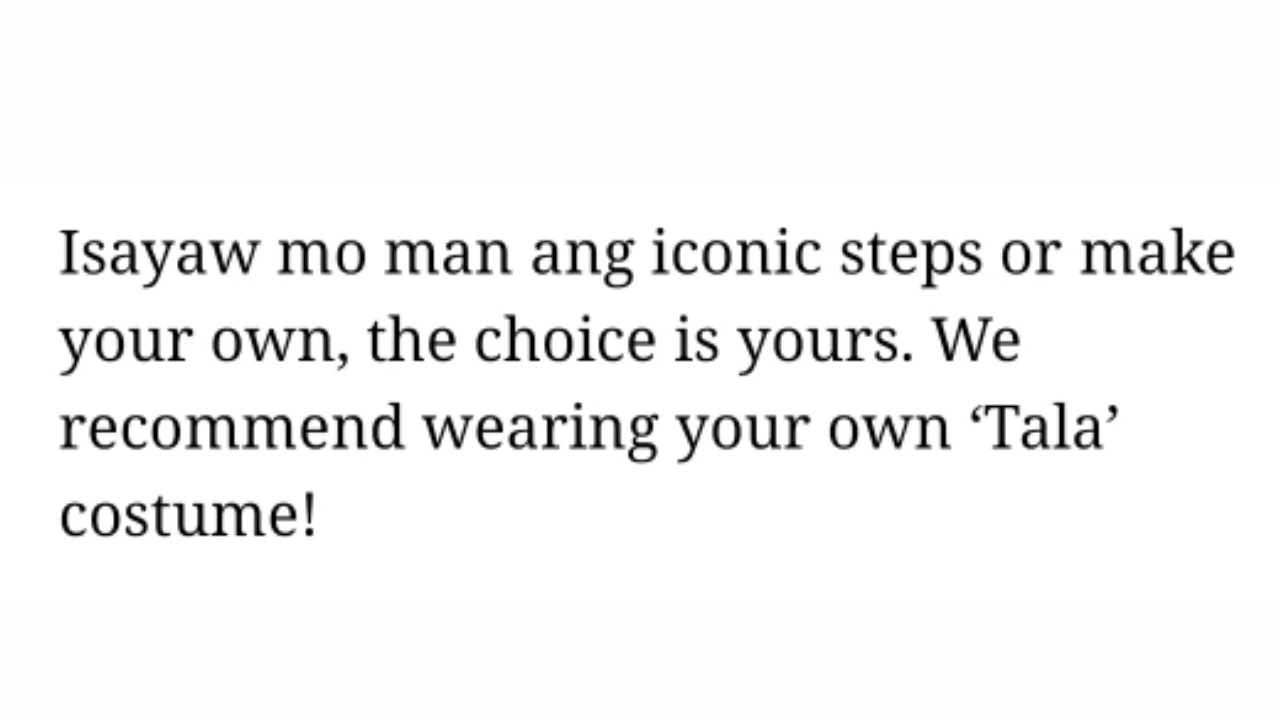 Isayaw mo man ang iconic steps or make
your own, the choice is yours. We
recommend wearing your own ‘Tala’
costume!